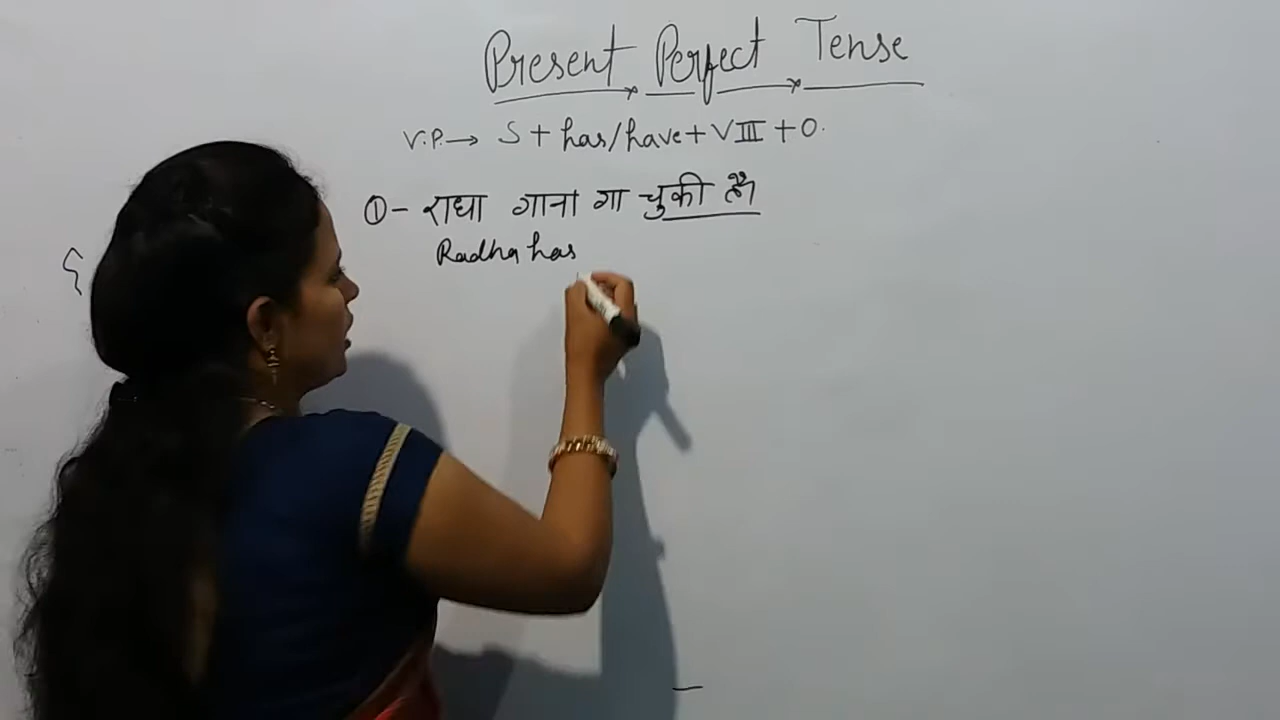 Present Perfect Tense
V.P. → S + has/have + VIII + O.
①- राधा गाना गा चुकी है।
Radha has